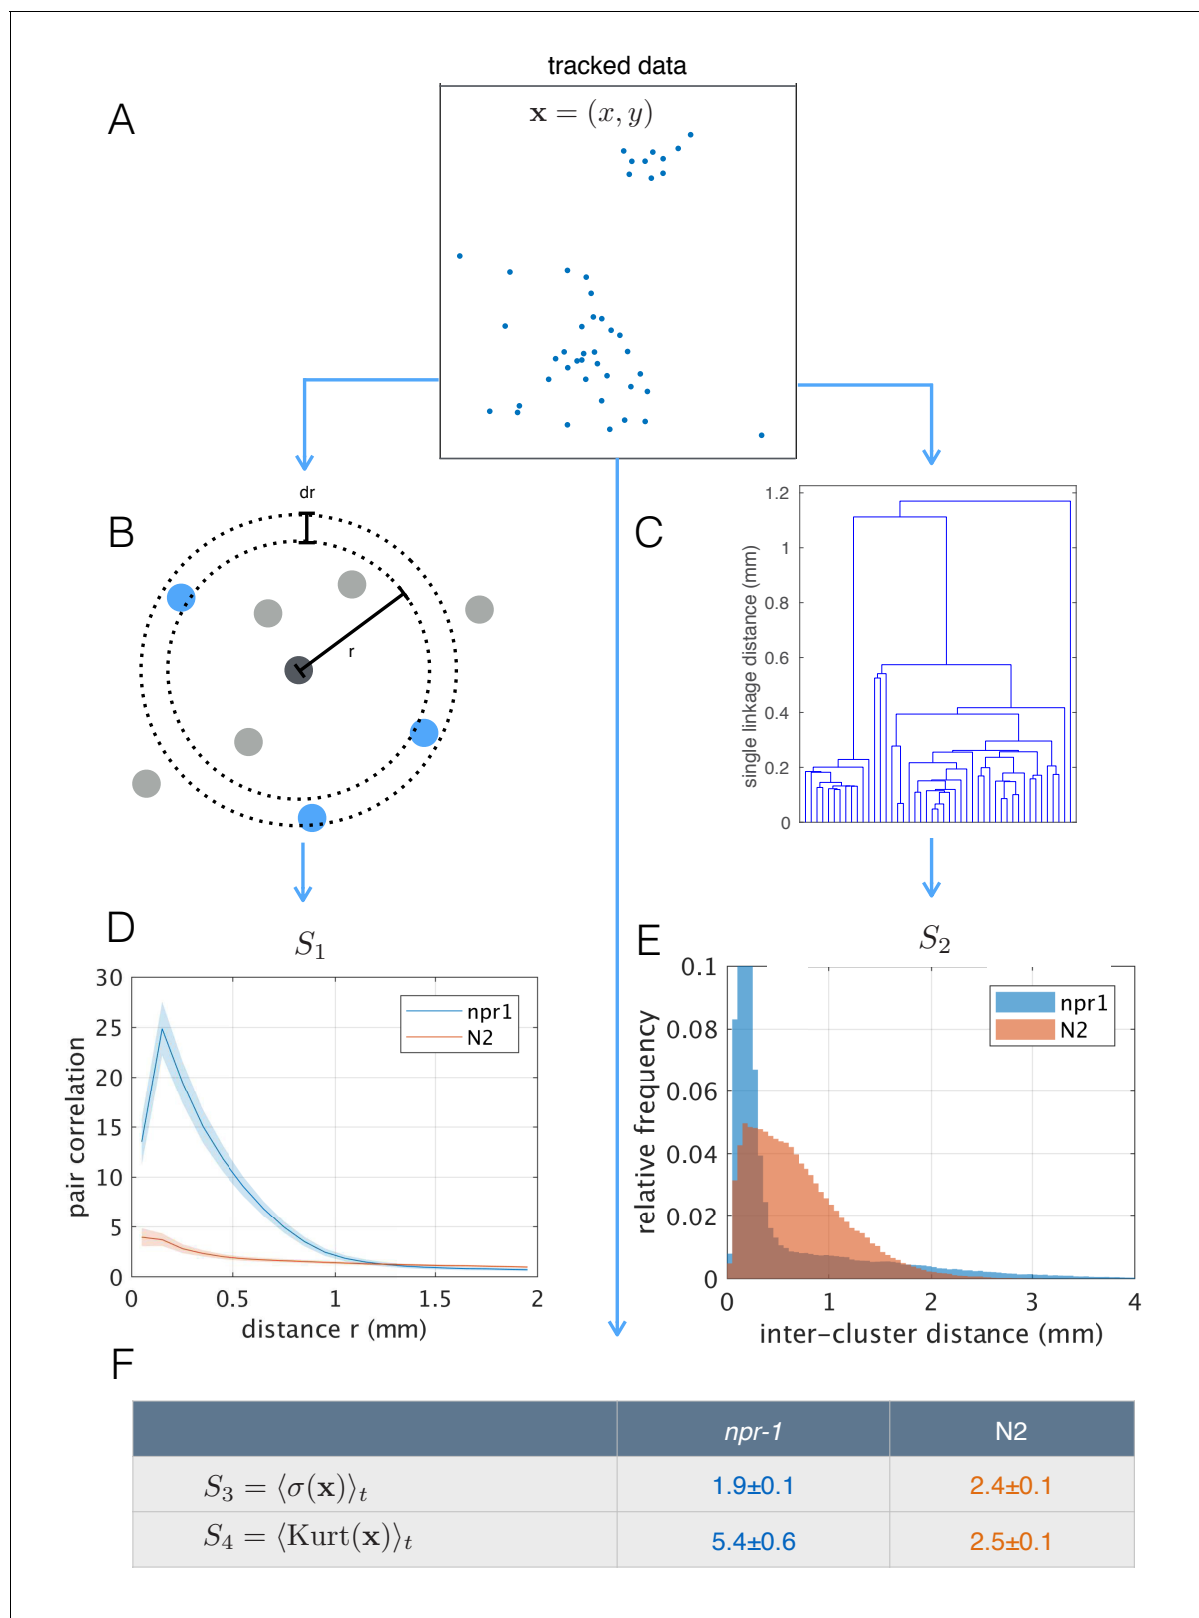 tracked data
A
x = (x, y)
dr
B
r
C
single linkage distance (mm)
1.2
1
0.8
0.6
0.4
0.2
0
D
S1
pair correlation
30
25
20
15
10
5
0
npr1
N2
0 0.5 1 1.5 2
distance r (mm)
E
S2
relative frequency
0.1
0.08
0.06
0.04
0.02
0
npr1
N2
0 1 2 3 4
inter-cluster distance (mm)
F
npr-1 N2
S3 = ⟨σ(x)⟩t 1.9±0.1 2.4±0.1
S4 = ⟨Kurt(x)⟩t 5.4±0.6 2.5±0.1